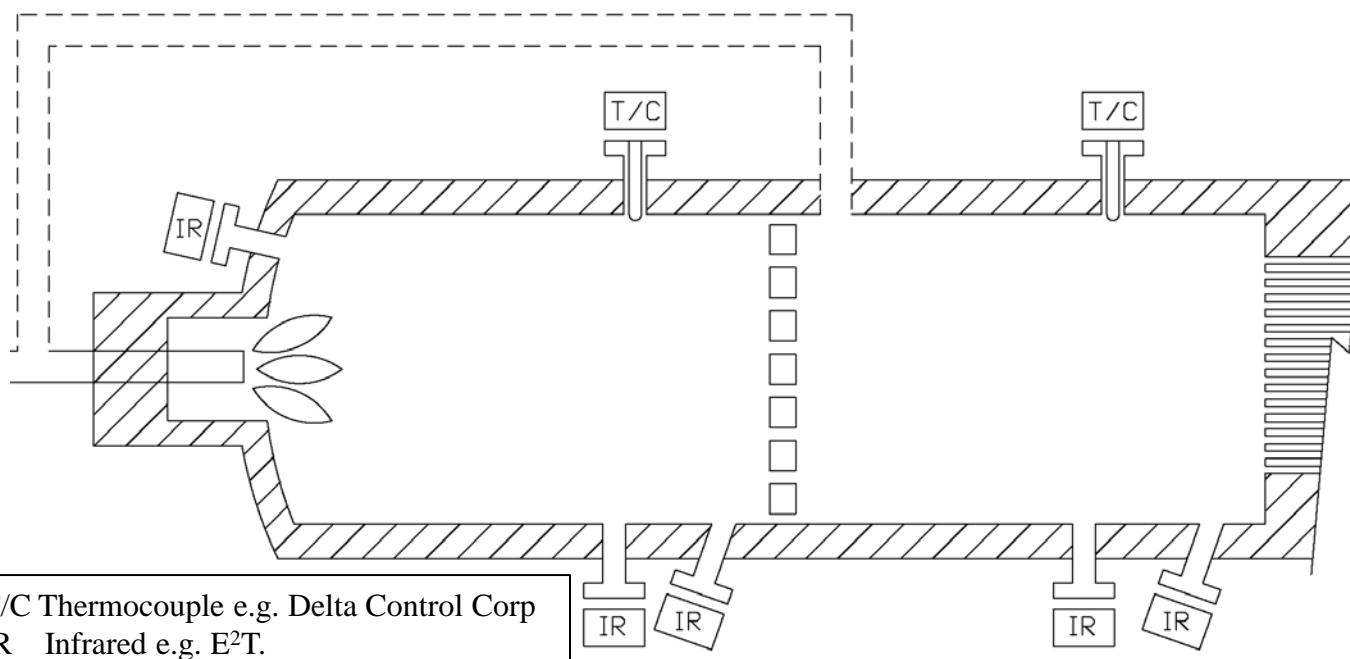 T/C
T/C
IR
/C Thermocouple e.g. Delta Control Corp
R Infrared e.g. E²T.
IR
IR
IR
IR